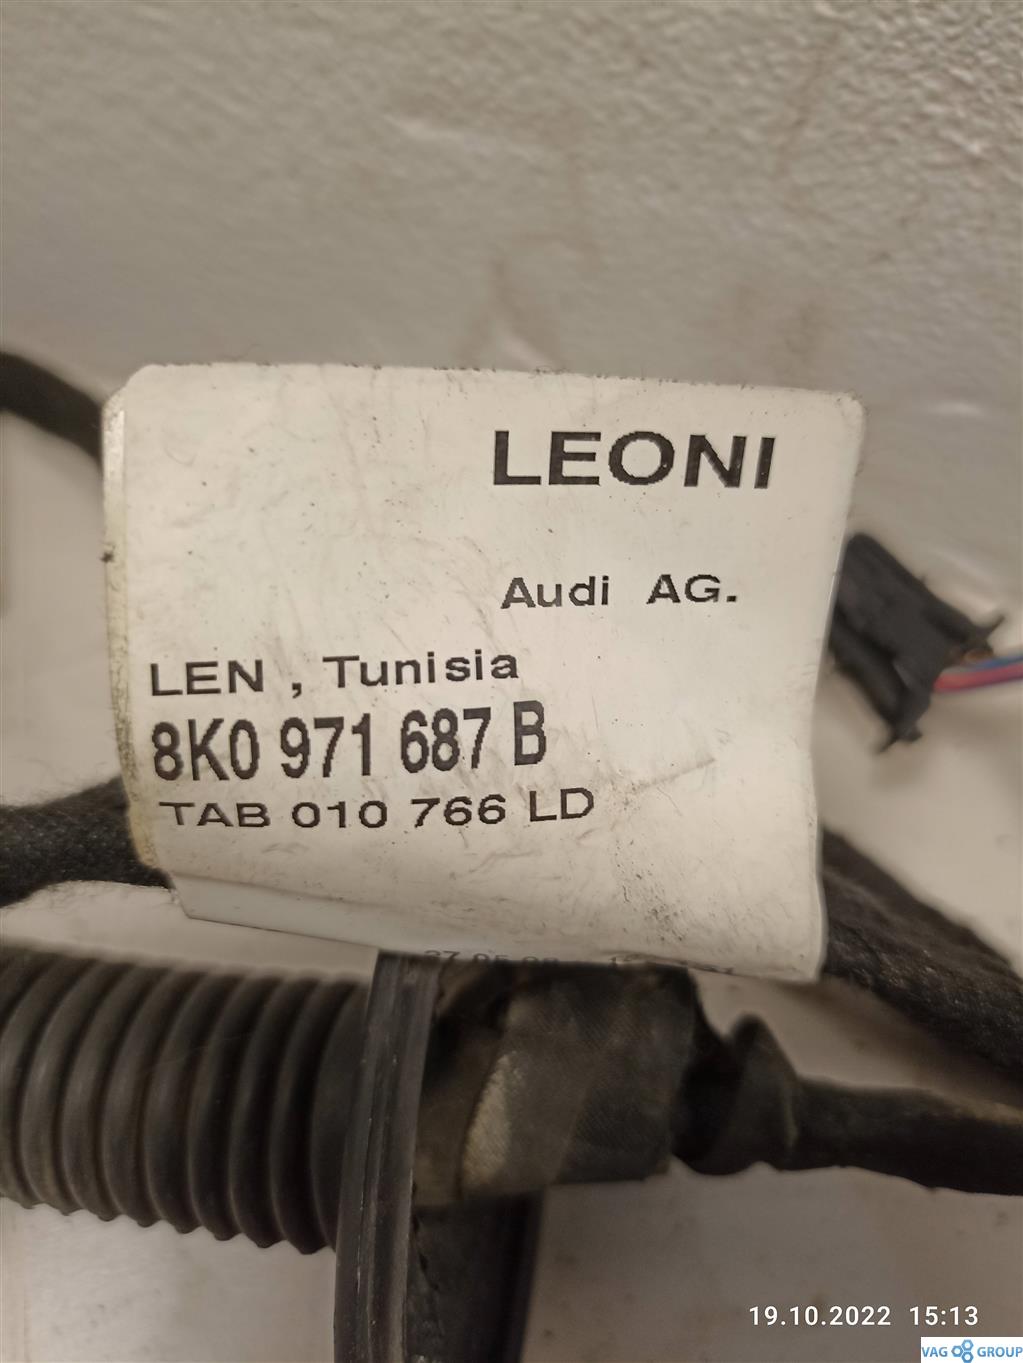 LEONI
Audi AG.
LEN , Tunisia
8K0 971 687 B
TAB 010 766 LD
19.10.2022 15:13
VAG GROUP